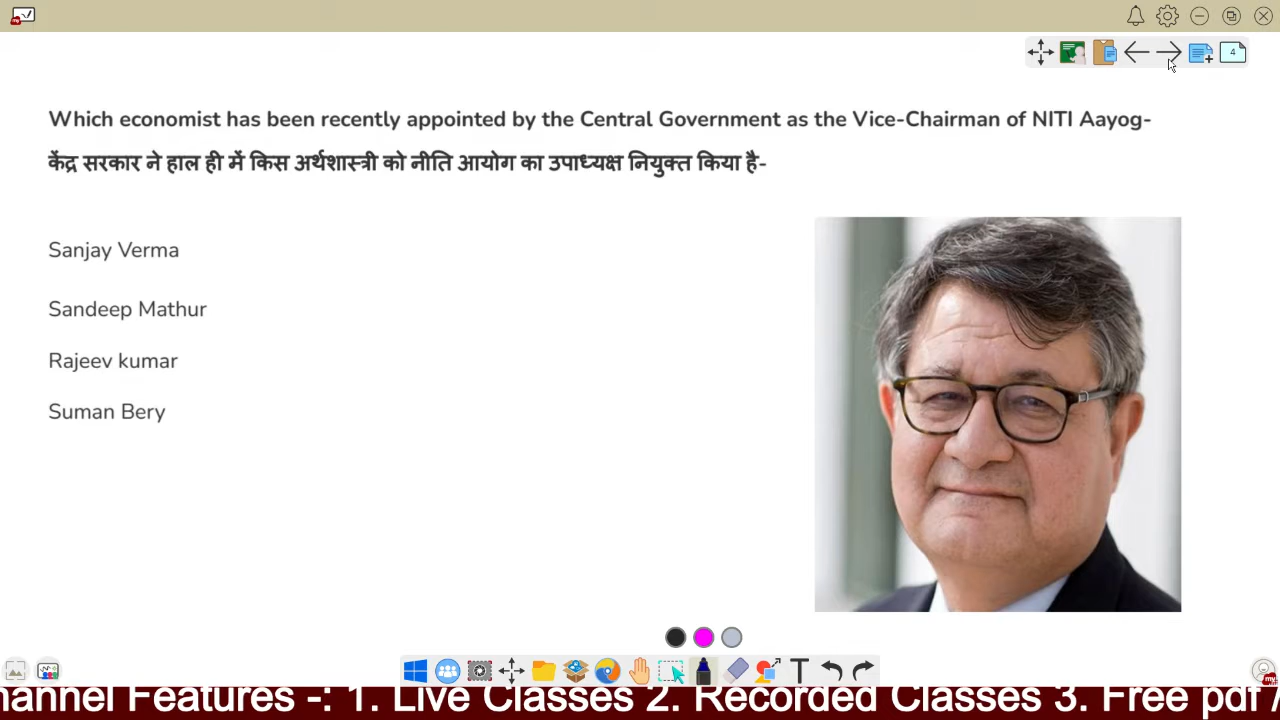 4
Which economist has been recently appointed by the Central Government as the Vice-Chairman of NITI Aayog-
केंद्र सरकार ने हाल ही में किस अर्थशास्त्री को नीति आयोग का उपाध्यक्ष नियुक्त किया है-
Sanjay Verma
Sandeep Mathur
Rajeev kumar
Suman Bery
hannel Features -: 1. Live Classes 2. Recorded Classes 3. Free pdf /